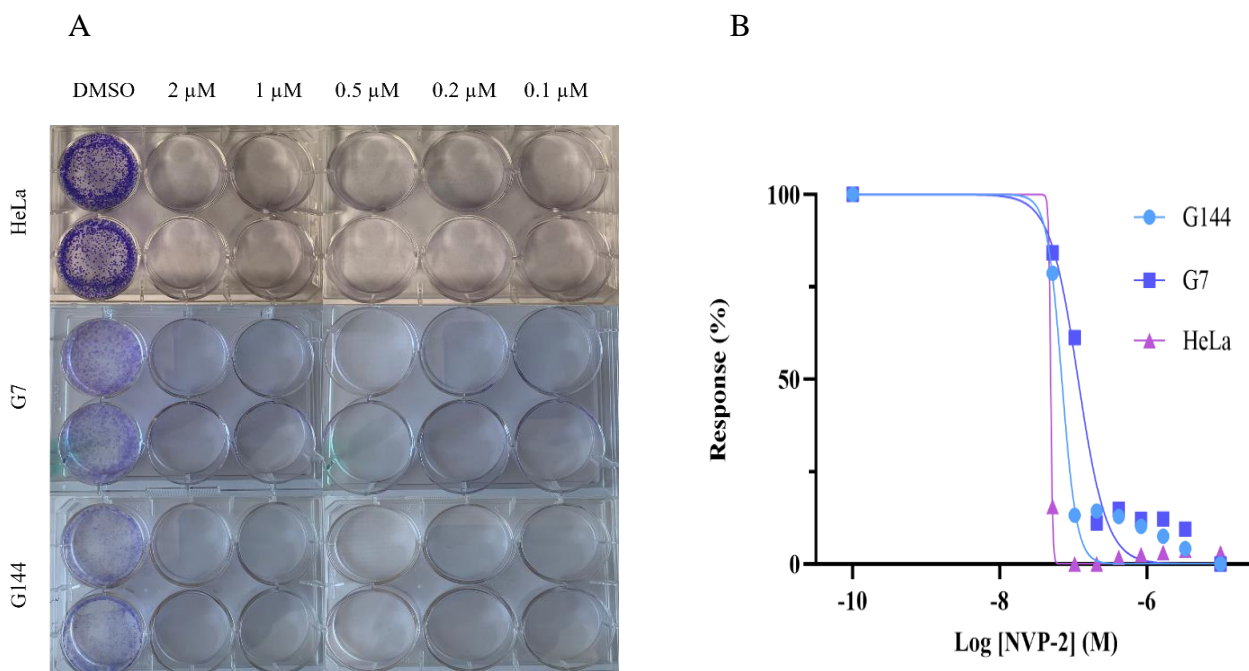 A
DMSO 2 µM 1 µM 0.5 µM 0.2 µM 0.1 µM
HeLa
G7
G144
B
Response (%)
100
50
0
-10 -8 -6
Log [NVP-2] (M)
G144
G7
HeLa